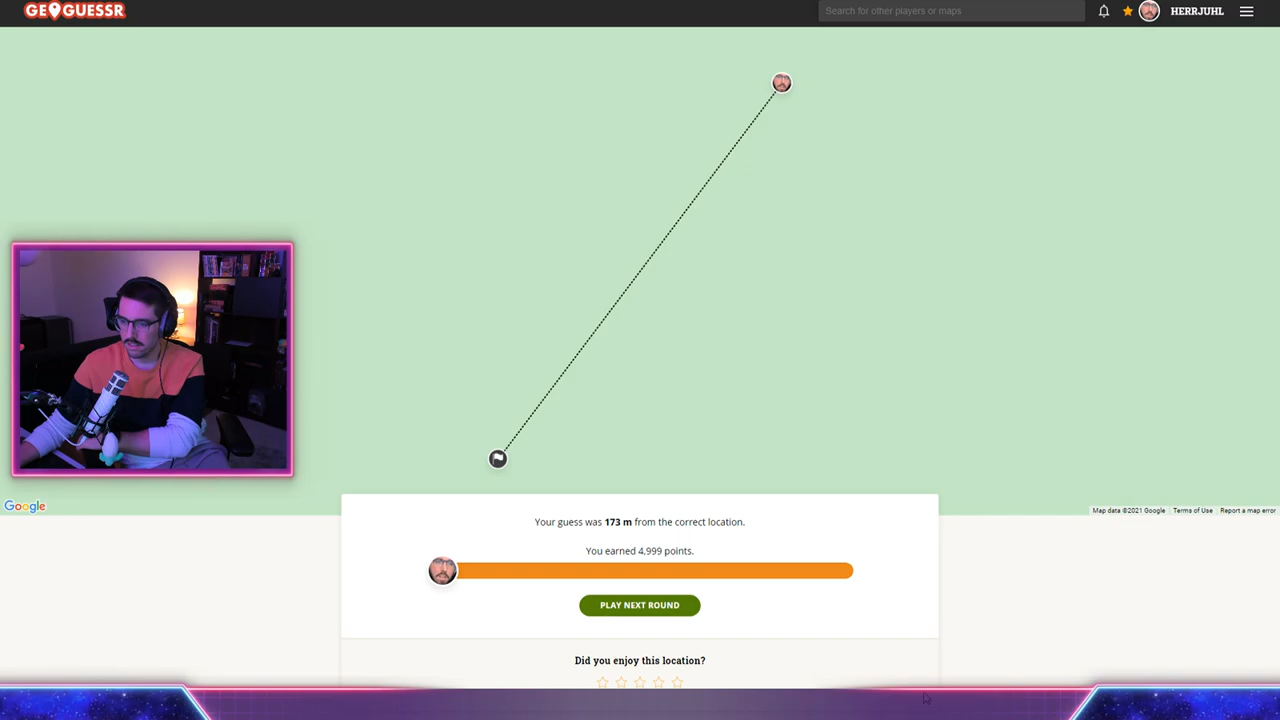 GEOGUESSR
Search for other players or maps
HERRJUHL
Google
Map data ©2021 Google
Terms of Use
Report a map error
Your guess was 173 m from the correct location.
You earned 4,999 points.
PLAY NEXT ROUND
Did you enjoy this location?